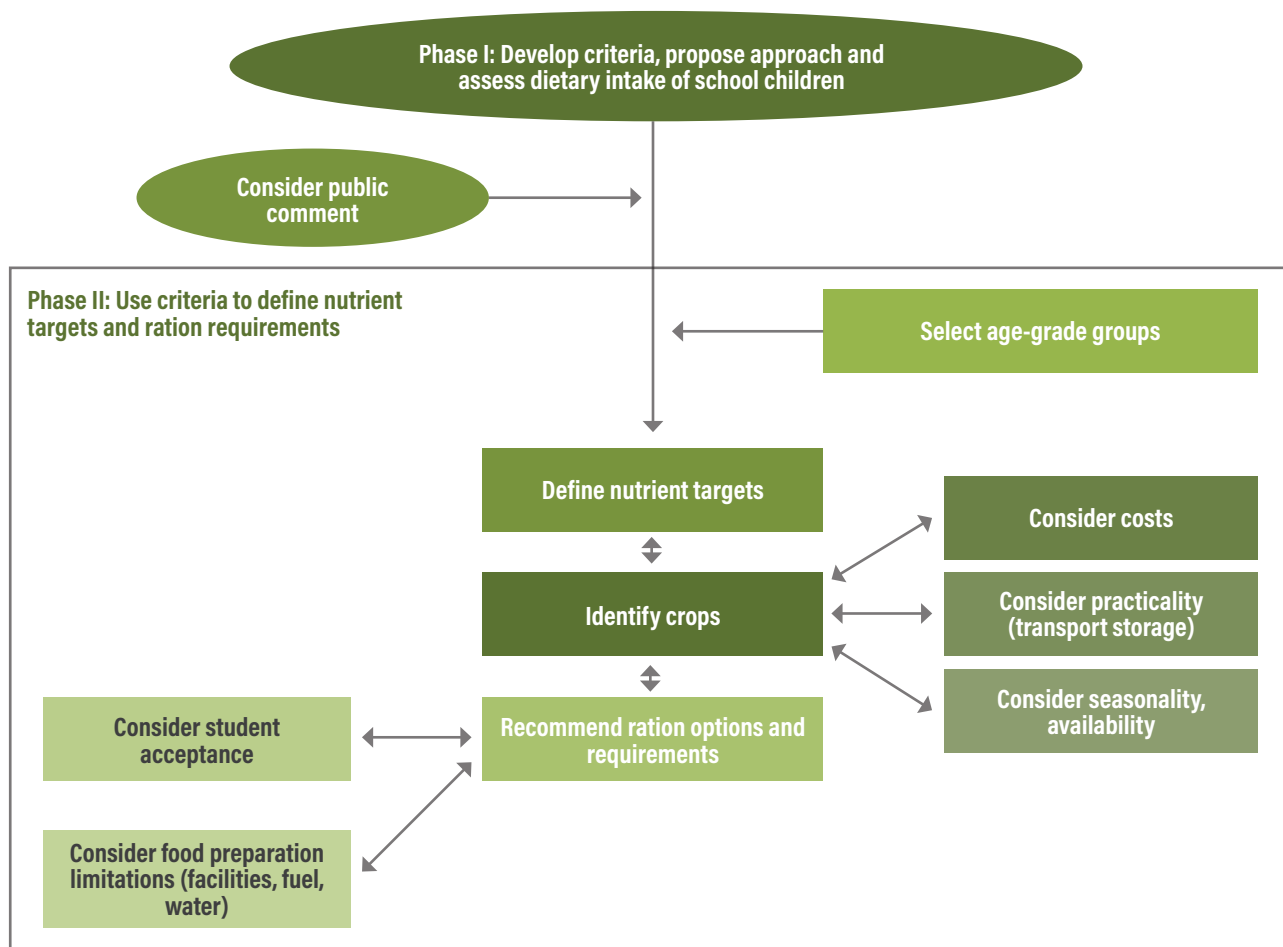 Phase I: Develop criteria, propose approach and
assess dietary intake of school children
Consider public
comment
Phase II: Use criteria to define nutrient
targets and ration requirements
Select age-grade groups
Define nutrient targets
Consider costs
Identify crops
Consider practicality
(transport storage)
Consider seasonality,
availability
Consider student
acceptance
Recommend ration options and
requirements
Consider food preparation
limitations (facilities, fuel,
water)